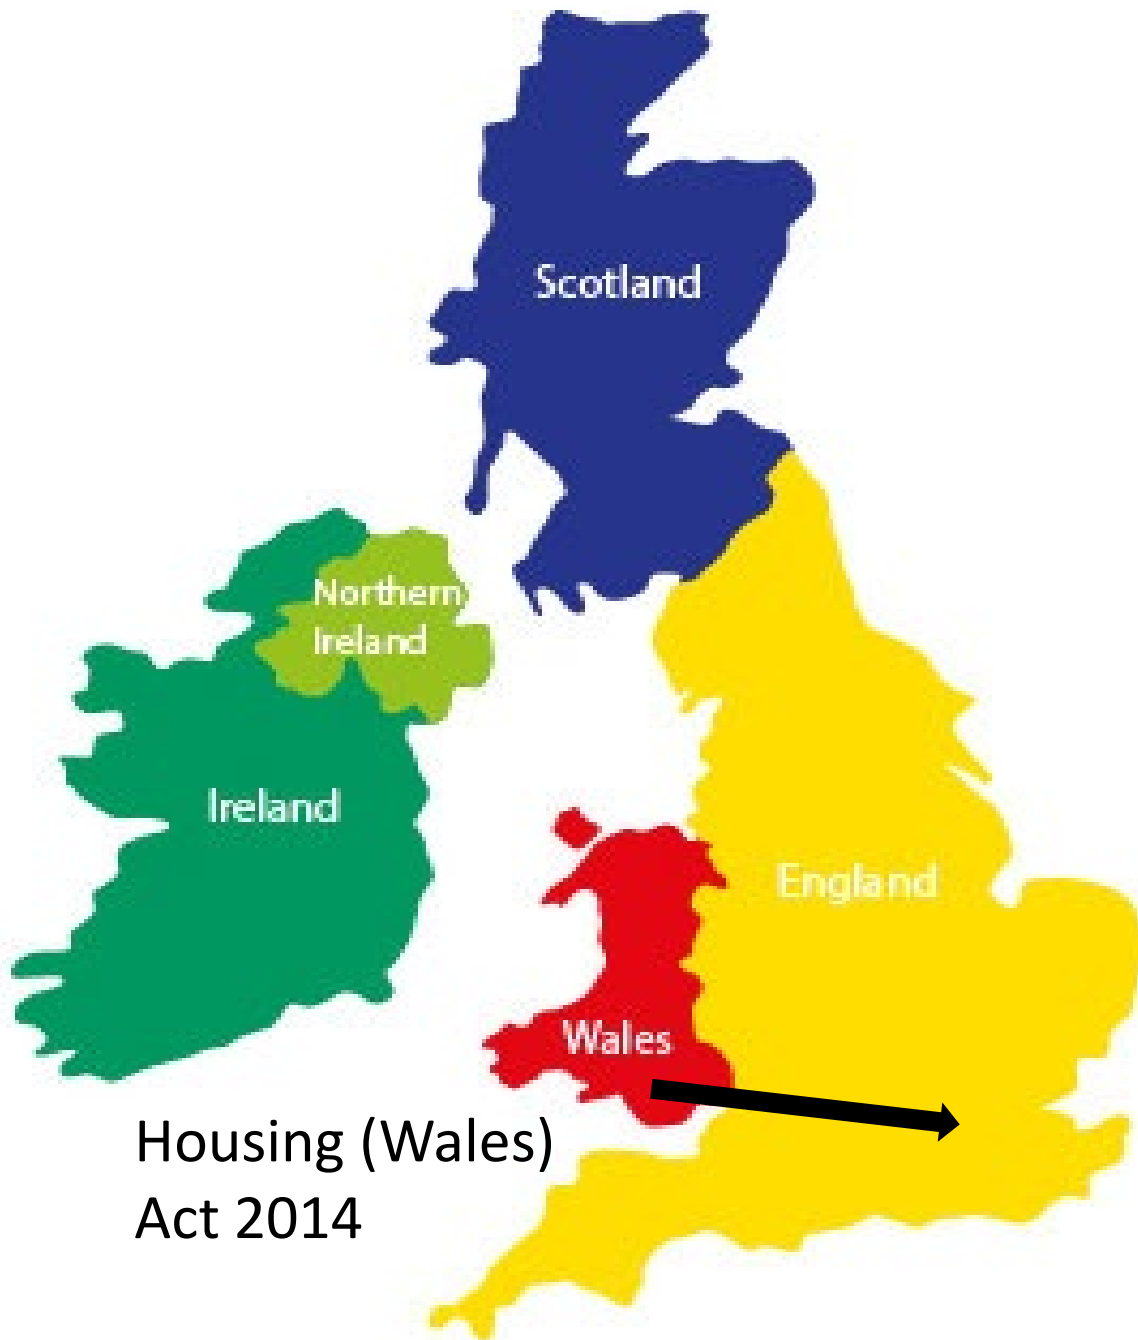 Scotland
Northern
Ireland
Ireland
England
Wales
Housing (Wales)
Act 2014